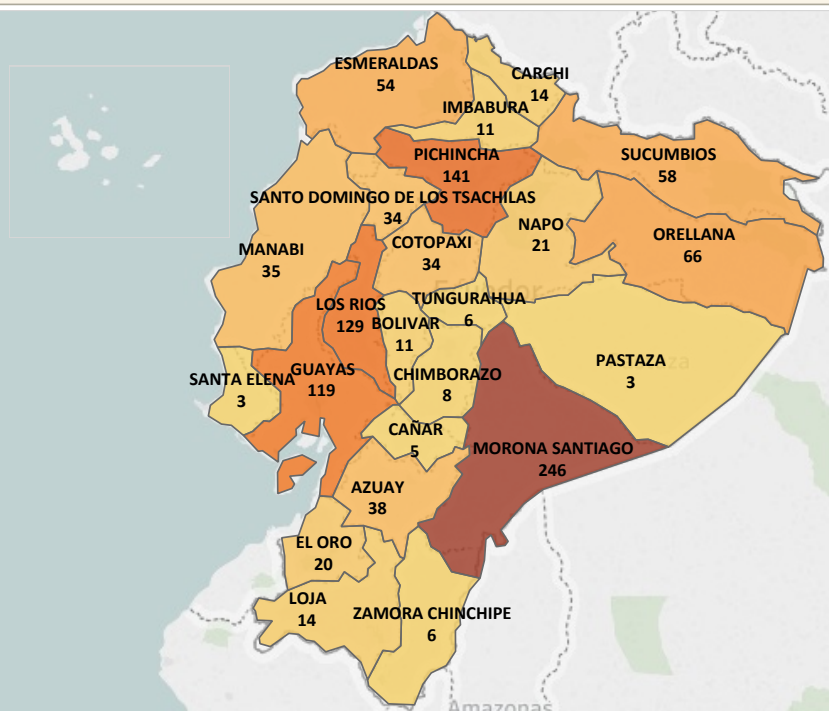 ESMERALDAS
54
CARCHI
14
IMBABURA
11
PICHINCHA
141
SUCUMBIOS
58
SANTO DOMINGO DE LOS TSACHILAS
34
NAPO
21
ORELLANA
66
MANABI
35
COTOPAXI
34
Ecuador
TUNGURAHUA
6
LOS RIOS
129
BOLIVAR
11
PASTAZA
3
SANTA ELENA
3
GUAYAS
119
CHIMBORAZO
8
CAÑAR
5
MORONA SANTIAGO
246
AZUAY
38
EL ORO
20
LOJA
14
ZAMORA CHINCHIPE
6
Amazonas